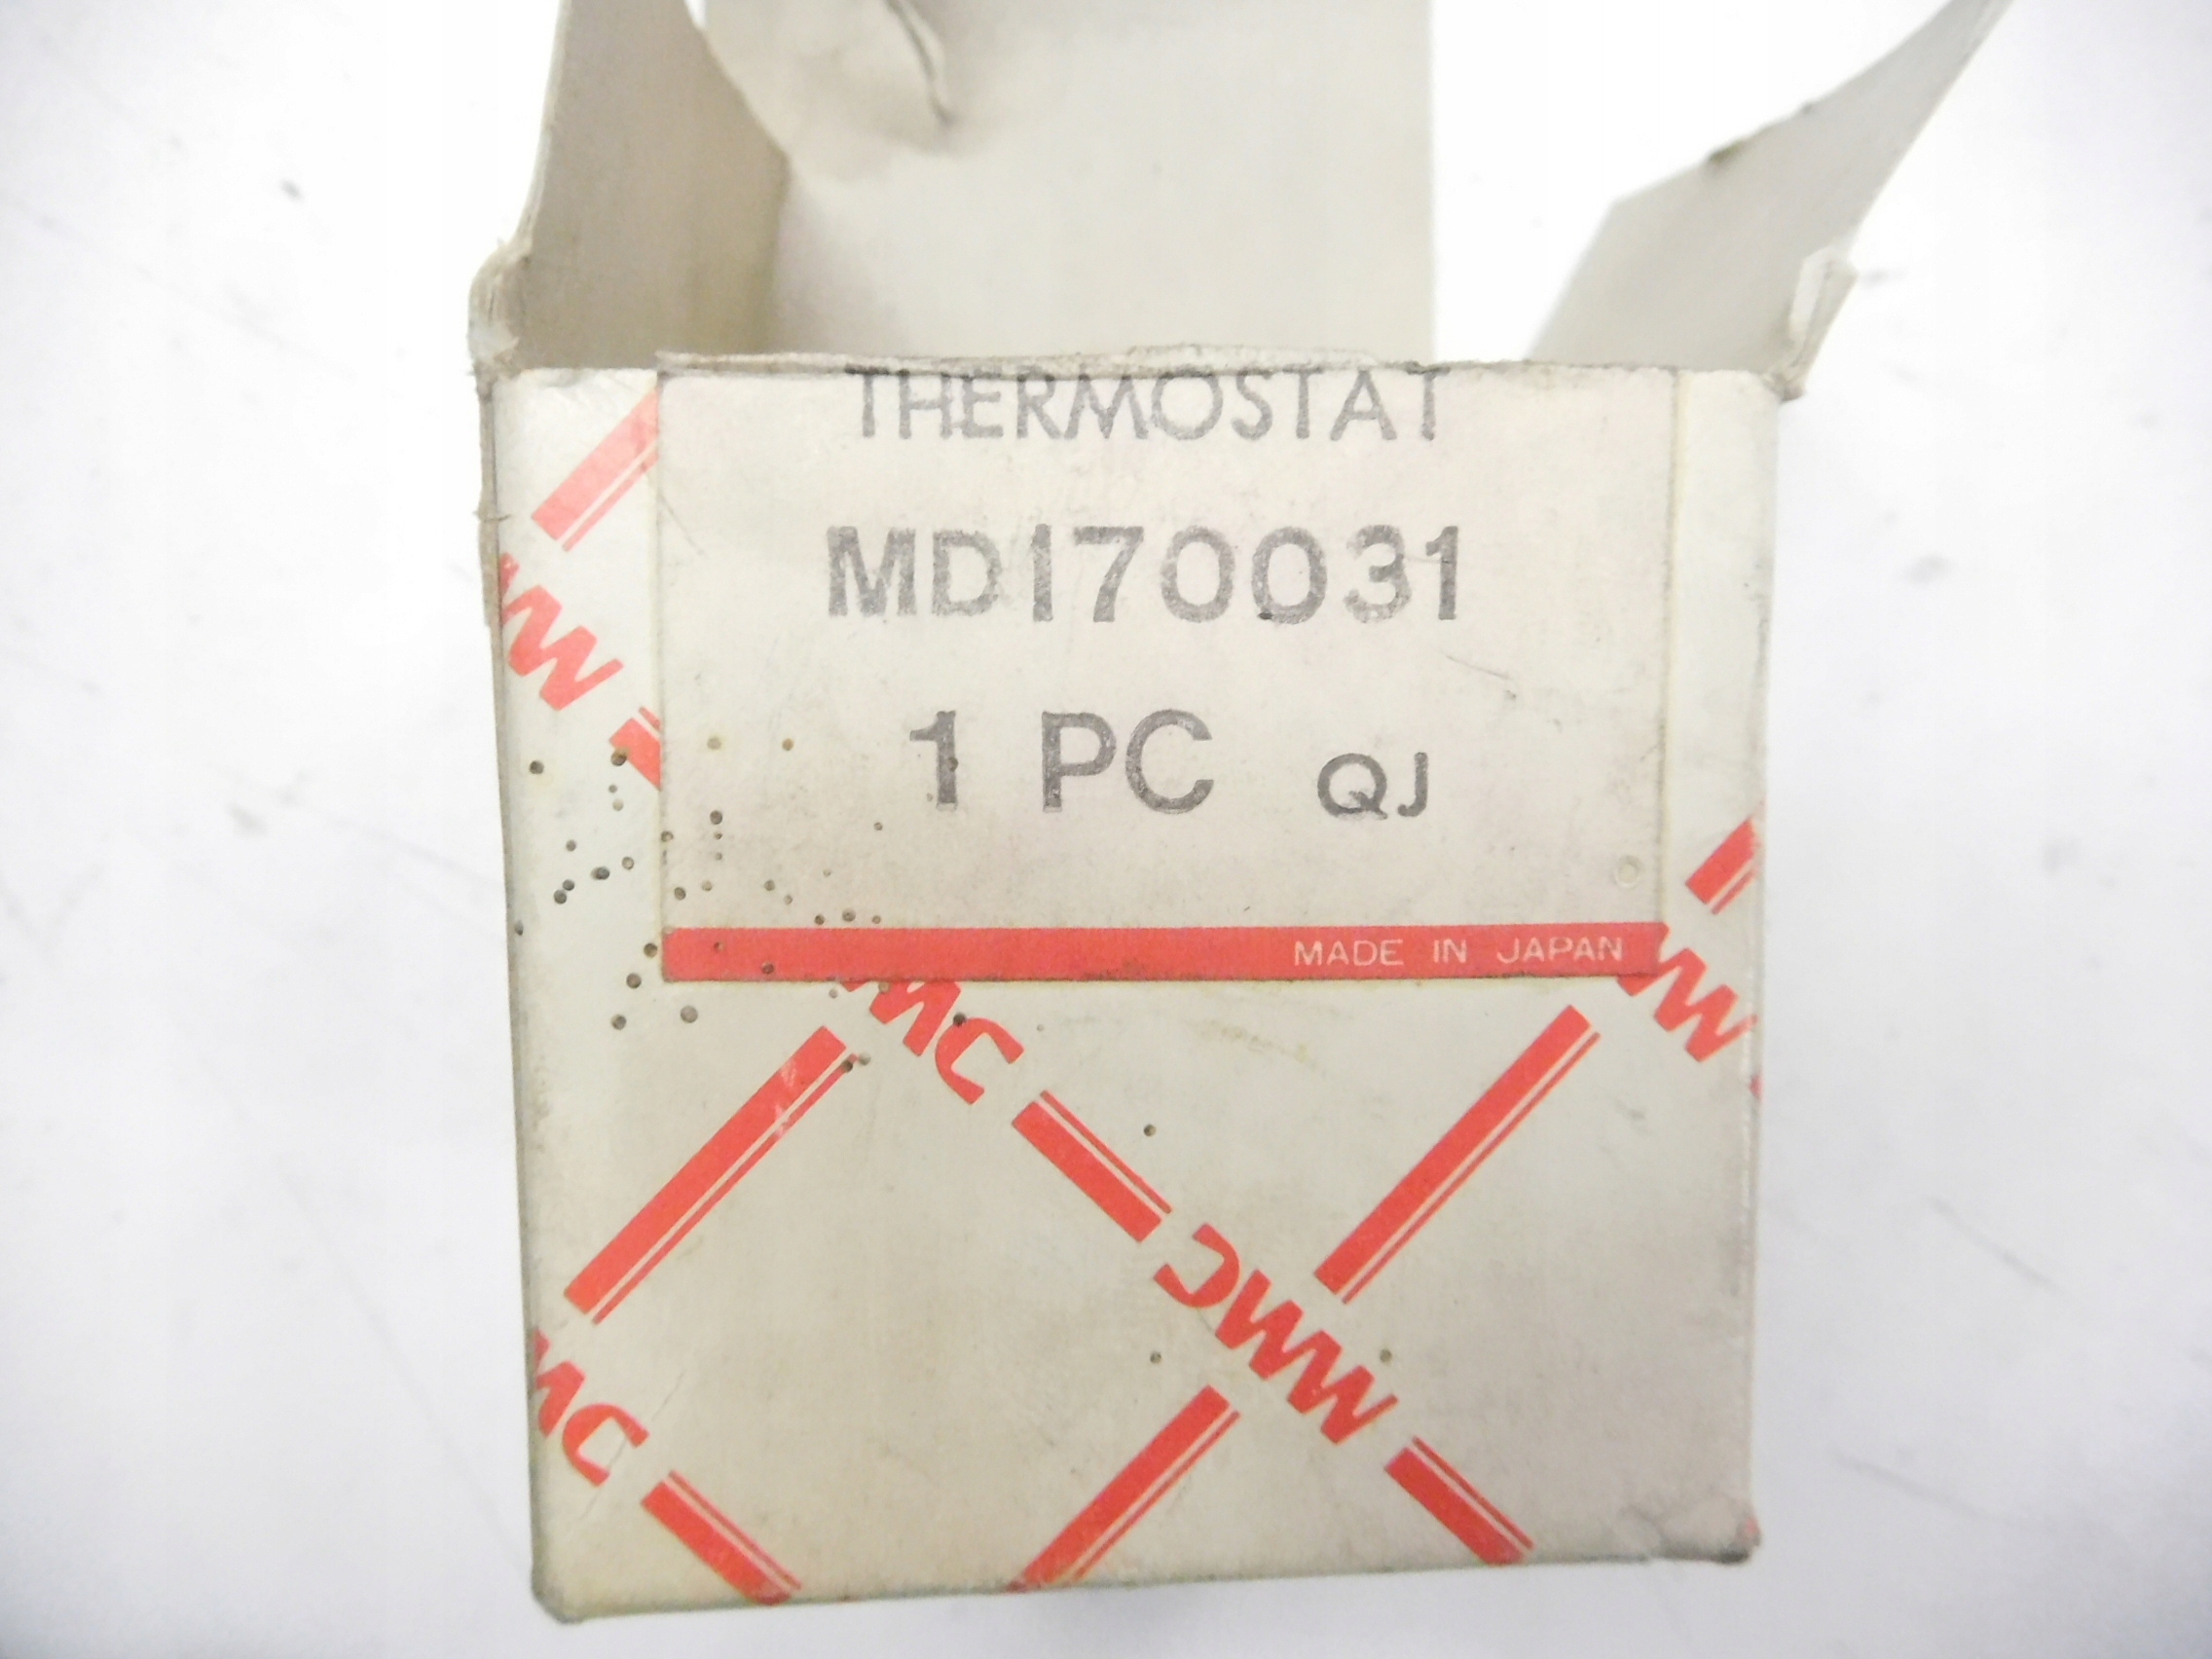 THERMOSTAT
MD170031
1 PC QJ
MADE IN JAPAN
MMC
MMC
MMC
MMC
MMC